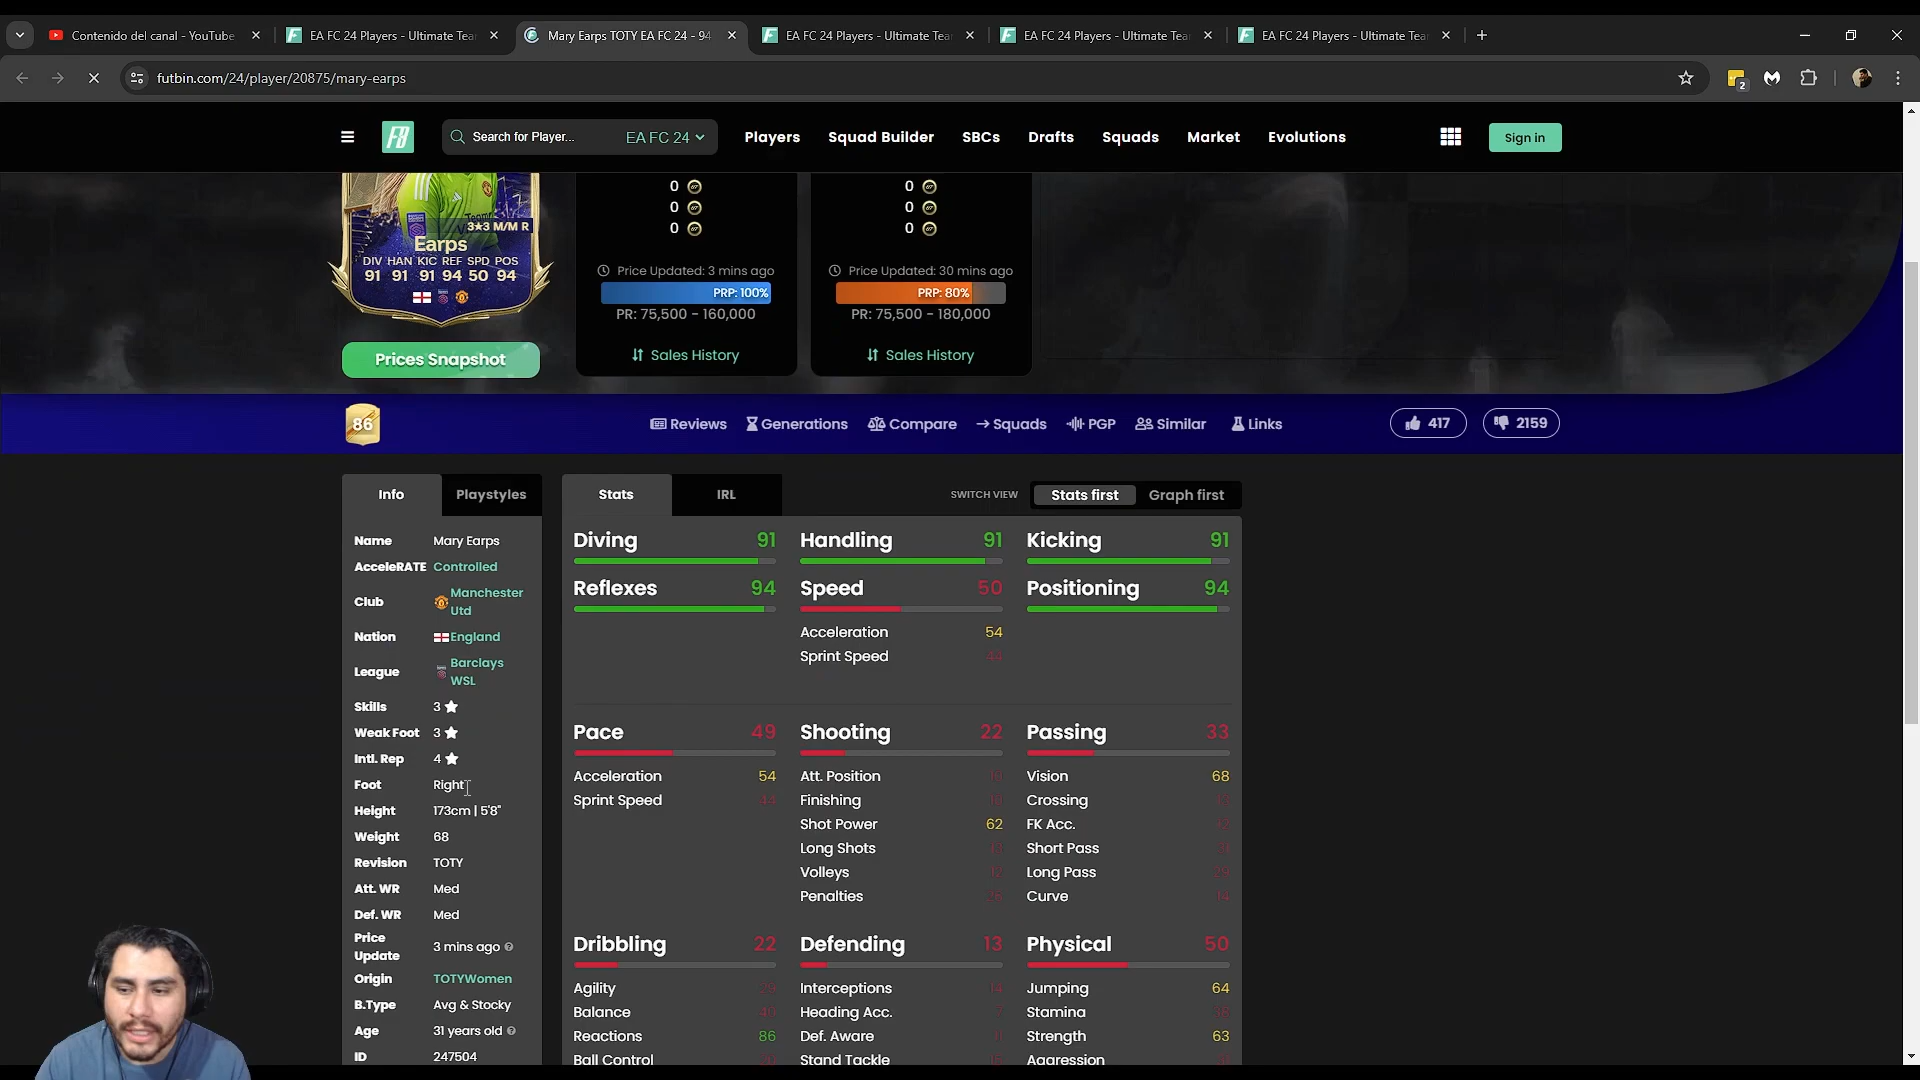 Contenido del canal - YouTube
EA FC 24 Players - Ultimate Tea
Mary Earps TOTY EA FC 24 - 94
EA FC 24 Players - Ultimate Tea
EA FC 24 Players - Ultimate Tea
EA FC 24 Players - Ultimate Tea
futbin.com/24/player/20875/mary-earps
2
Search for Player...
EA FC 24
Players
Squad Builder
SBCs
Drafts
Squads
Market
Evolutions
Sign in
3★3 M/M R
Earps
DIV HAN KIC REF SPD POS
91 91 91 94 50 94
Prices Snapshot
0
0
0
Price Updated: 3 mins ago
PRP: 100%
PR: 75,500 - 160,000
Sales History
0
0
0
Price Updated: 30 mins ago
PRP: 80%
PR: 75,500 - 180,000
Sales History
86
Reviews
Generations
Compare
Squads
PGP
Similar
Links
417
2159
Info
Playstyles
Name Mary Earps
AcceleRATE Controlled
Club Manchester
Utd
Nation England
League Barclays
WSL
Skills 3
Weak Foot 3
Intl. Rep 4
Foot Right
Height 173cm | 5'8"
Weight 68
Revision TOTY
Att. WR Med
Def. WR Med
Price
Update 3 mins ago
Origin TOTYWomen
B.Type Avg & Stocky
Age 31 years old
ID 247504
Stats
IRL
SWITCH VIEW
Stats first
Graph first
Diving 91
Handling 91
Kicking 91
Reflexes 94
Speed 50
Acceleration 54
Sprint Speed 44
Positioning 94
Pace 49
Acceleration 54
Sprint Speed 44
Shooting 22
Att. Position
Finishing
Shot Power 62
Long Shots
Volleys
Penalties
Passing 33
Vision 68
Crossing
FK Acc.
Short Pass
Long Pass
Curve
Dribbling 22
Agility
Balance
Reactions 86
Ball Control
Defending 13
Interceptions
Heading Acc.
Def. Aware
Stand Tackle
Physical 50
Jumping 64
Stamina
Strength 63
Aggression